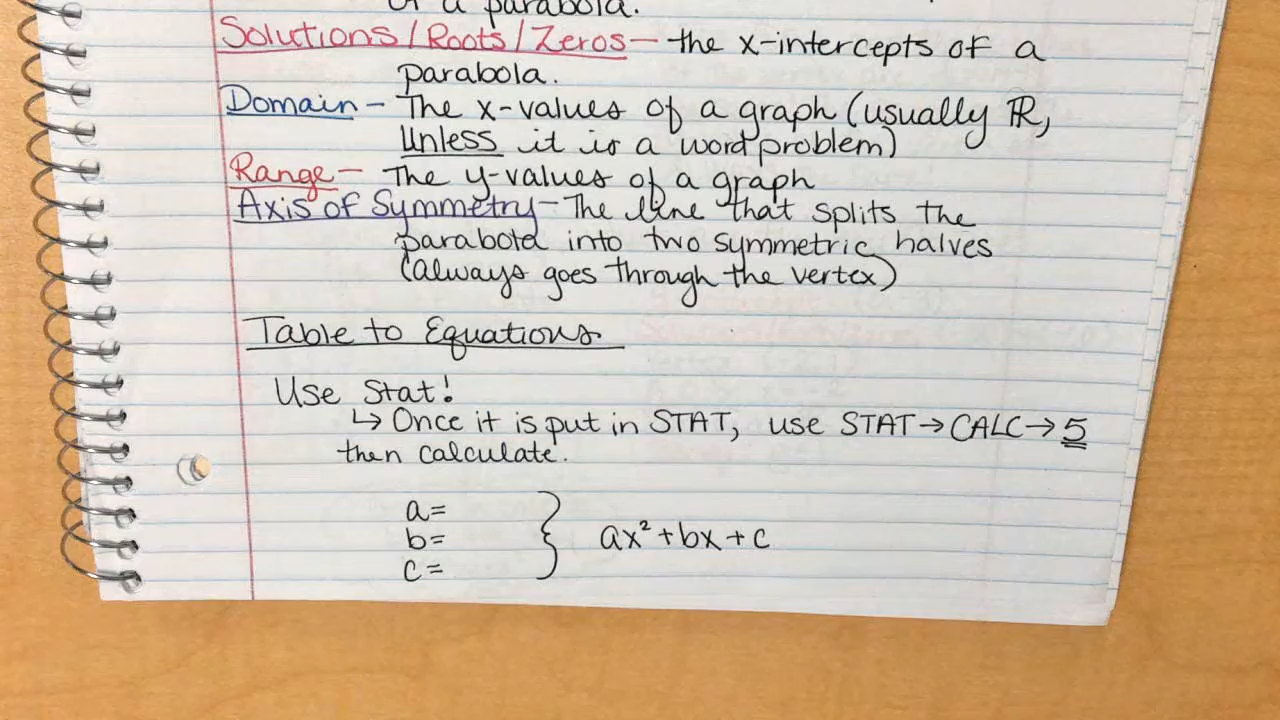 of a parabola.
Solutions/Roots/Zeros— the x-intercepts of a
parabola.
Domain— The x-values of a graph (usually ℝ,
unless it is a word problem)
Range— The y-values of a graph
Axis of Symmetry—The line that splits the
parabola into two symmetric halves
(always goes through the vertex)
Table to Equations
Use Stat!
↳ Once it is put in STAT, use STAT→CALC→5
then calculate.
a=
b=
c=
} ax²+bx+c